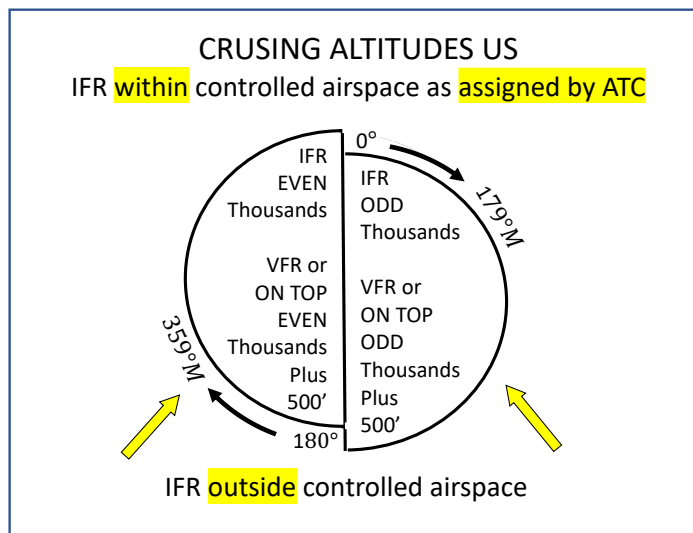 CRUSING ALTITUDES US
IFR within controlled airspace as assigned by ATC
IFR
EVEN
Thousands
VFR or
ON TOP
EVEN
Thousands
Plus
500’
359°M
180°
0°
179°M
IFR
ODD
Thousands
VFR or
ON TOP
ODD
Thousands
Plus
500’
IFR outside controlled airspace